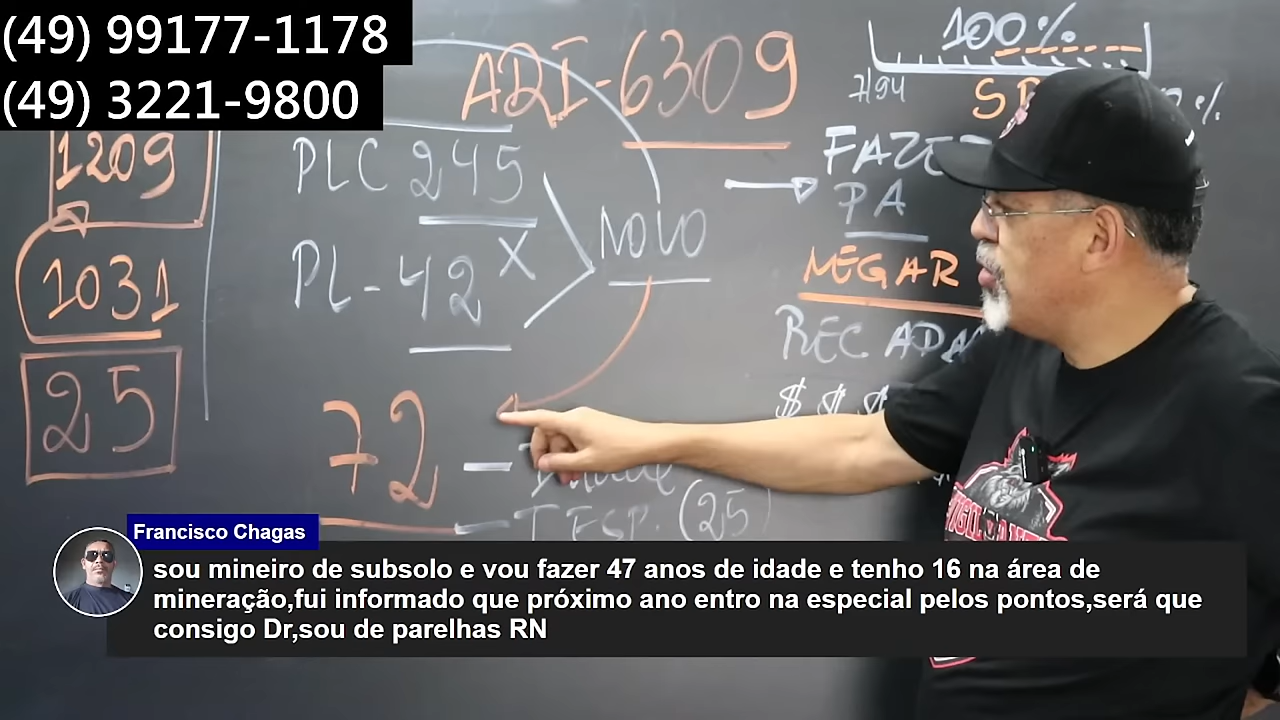 (49) 99177-1178
(49) 3221-9800
ADI-6309
100%
7/94
1209
PLC 245
PL-42 X
NOVO
PA
NEGAR
1031
25
$ $ $
72
T ESP. (25)
Francisco Chagas
sou mineiro de subsolo e vou fazer 47 anos de idade e tenho 16 na área de
mineração,fui informado que próximo ano entro na especial pelos pontos,será que
consigo Dr,sou de parelhas RN